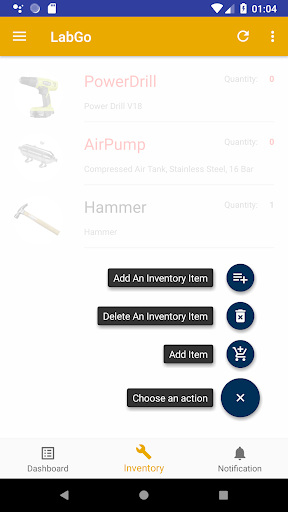 01:04
LabGo
PowerDrill
Quantity: 0
Power Drill V18
AirPump
Quantity: 0
Compressed Air Tank, Stainless Steel, 16 Bar
Hammer
Quantity: 1
Hammer
Add An Inventory Item
Delete An Inventory Item
Add Item
Choose an action
Dashboard
Inventory
Notification